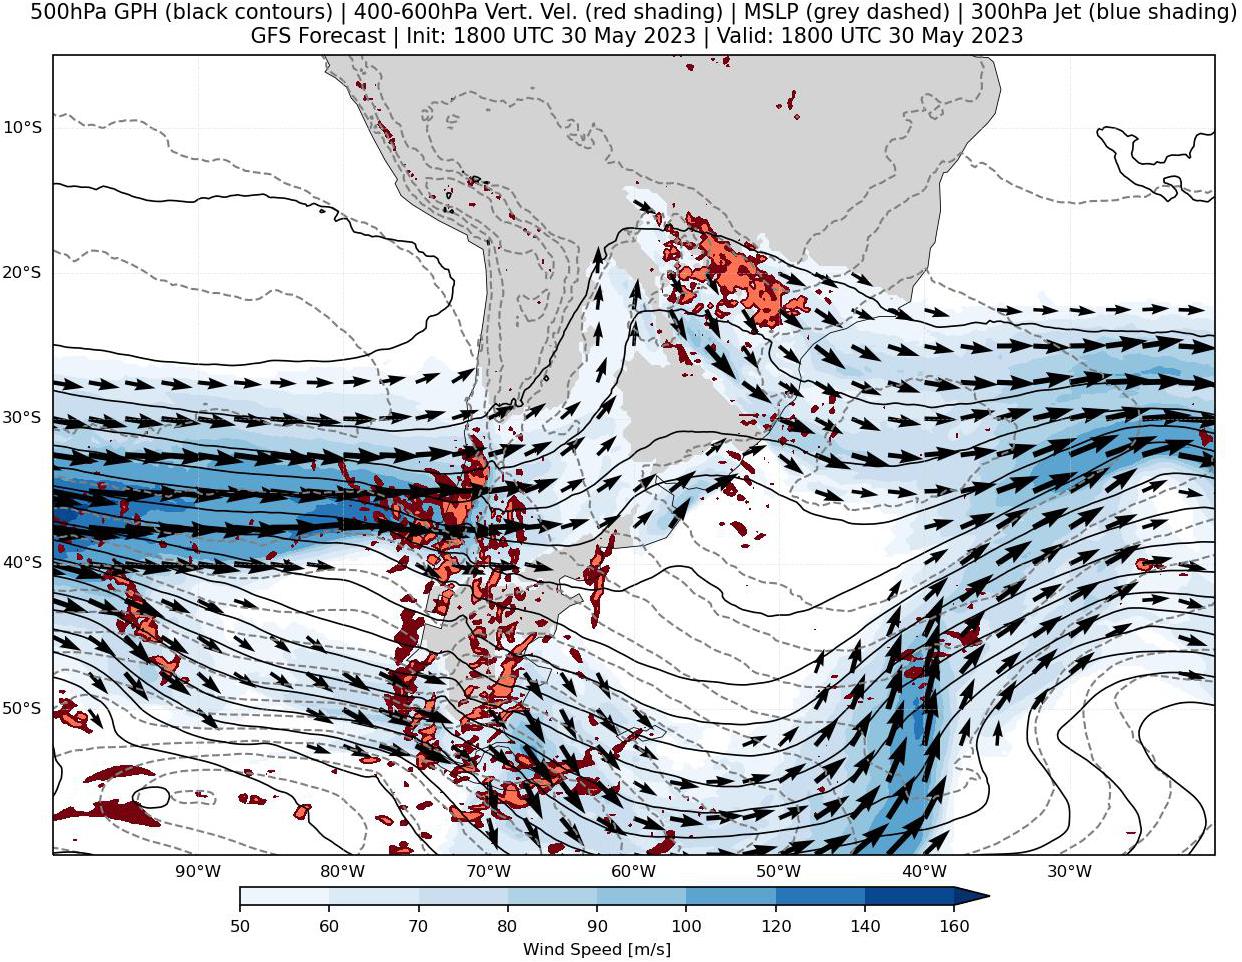 500hPa GPH (black contours) | 400-600hPa Vert. Vel. (red shading) | MSLP (grey dashed) | 300hPa Jet (blue shading)
GFS Forecast | Init: 1800 UTC 30 May 2023 | Valid: 1800 UTC 30 May 2023
10°S
20°S
30°S
40°S
50°S
90°W 80°W 70°W 60°W 50°W 40°W 30°W
50 60 70 80 90 100 120 140 160
Wind Speed [m/s]